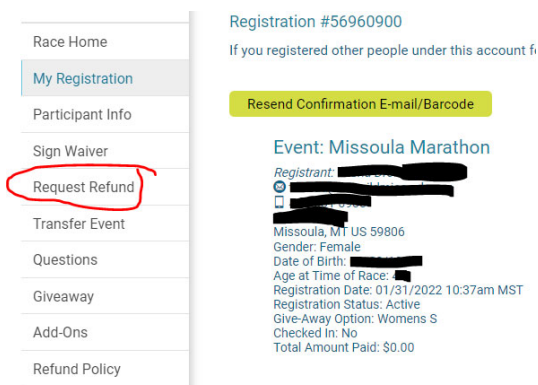 Race Home
My Registration
Participant Info
Sign Waiver
Request Refund
Transfer Event
Questions
Giveaway
Add-Ons
Refund Policy
Registration #56960900
If you registered other people under this account
Resend Confirmation E-mail/Barcode
Event: Missoula Marathon
Registrant:
Missoula, MT US 59806
Gender: Female
Date of Birth:
Age at Time of Race:
Registration Date: 01/31/2022 10:37am MST
Registration Status: Active
Give-Away Option: Womens S
Checked In: No
Total Amount Paid: $0.00